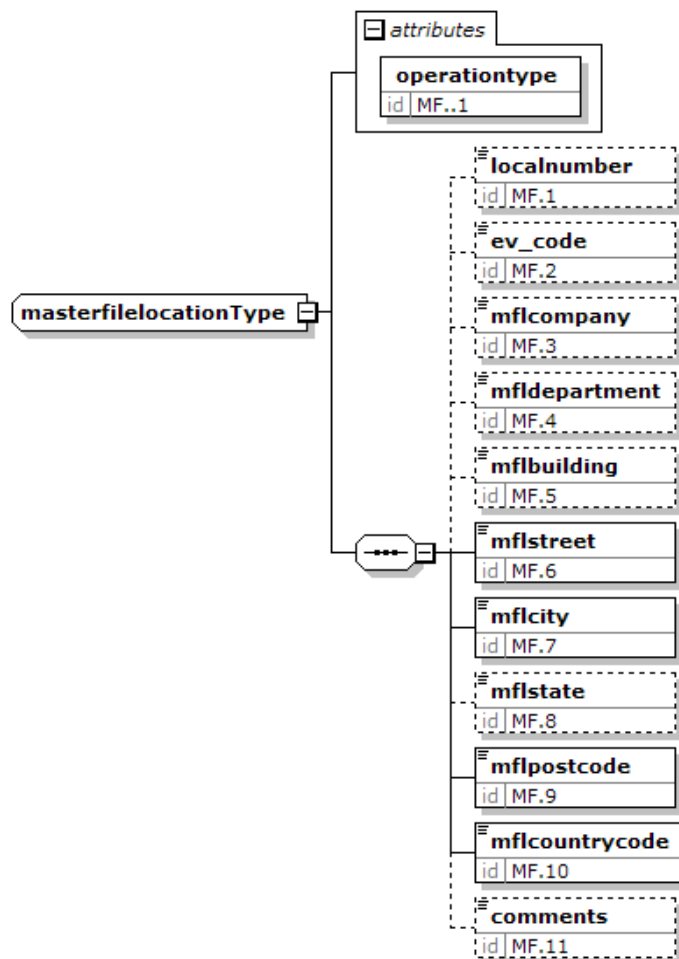 attributes
operationtype
id MF..1
localnumber
id MF.1
ev_code
id MF.2
masterfilelocationType
mflcompany
id MF.3
mfldepartment
id MF.4
mflbuilding
id MF.5
mflstreet
id MF.6
mflcity
id MF.7
mflstate
id MF.8
mflpostcode
id MF.9
mflcountrycode
id MF.10
comments
id MF.11